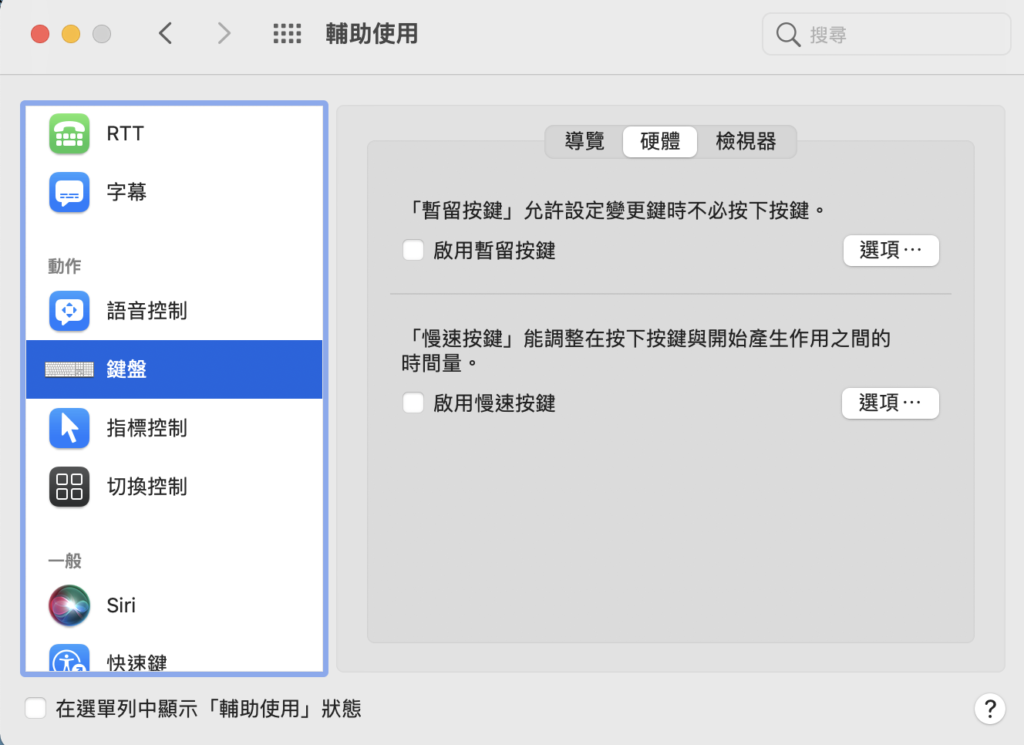 輔助使用
搜尋
RTT
字幕
動作
語音控制
鍵盤
指標控制
切換控制
一般
Siri
快速鍵
導覽
硬體
檢視器
「暫留按鍵」允許設定變更鍵時不必按下按鍵。
啟用暫留按鍵
選項⋯
「慢速按鍵」能調整在按下按鍵與開始產生作用之間的
時間量。
啟用慢速按鍵
選項⋯
在選單列中顯示「輔助使用」狀態
?